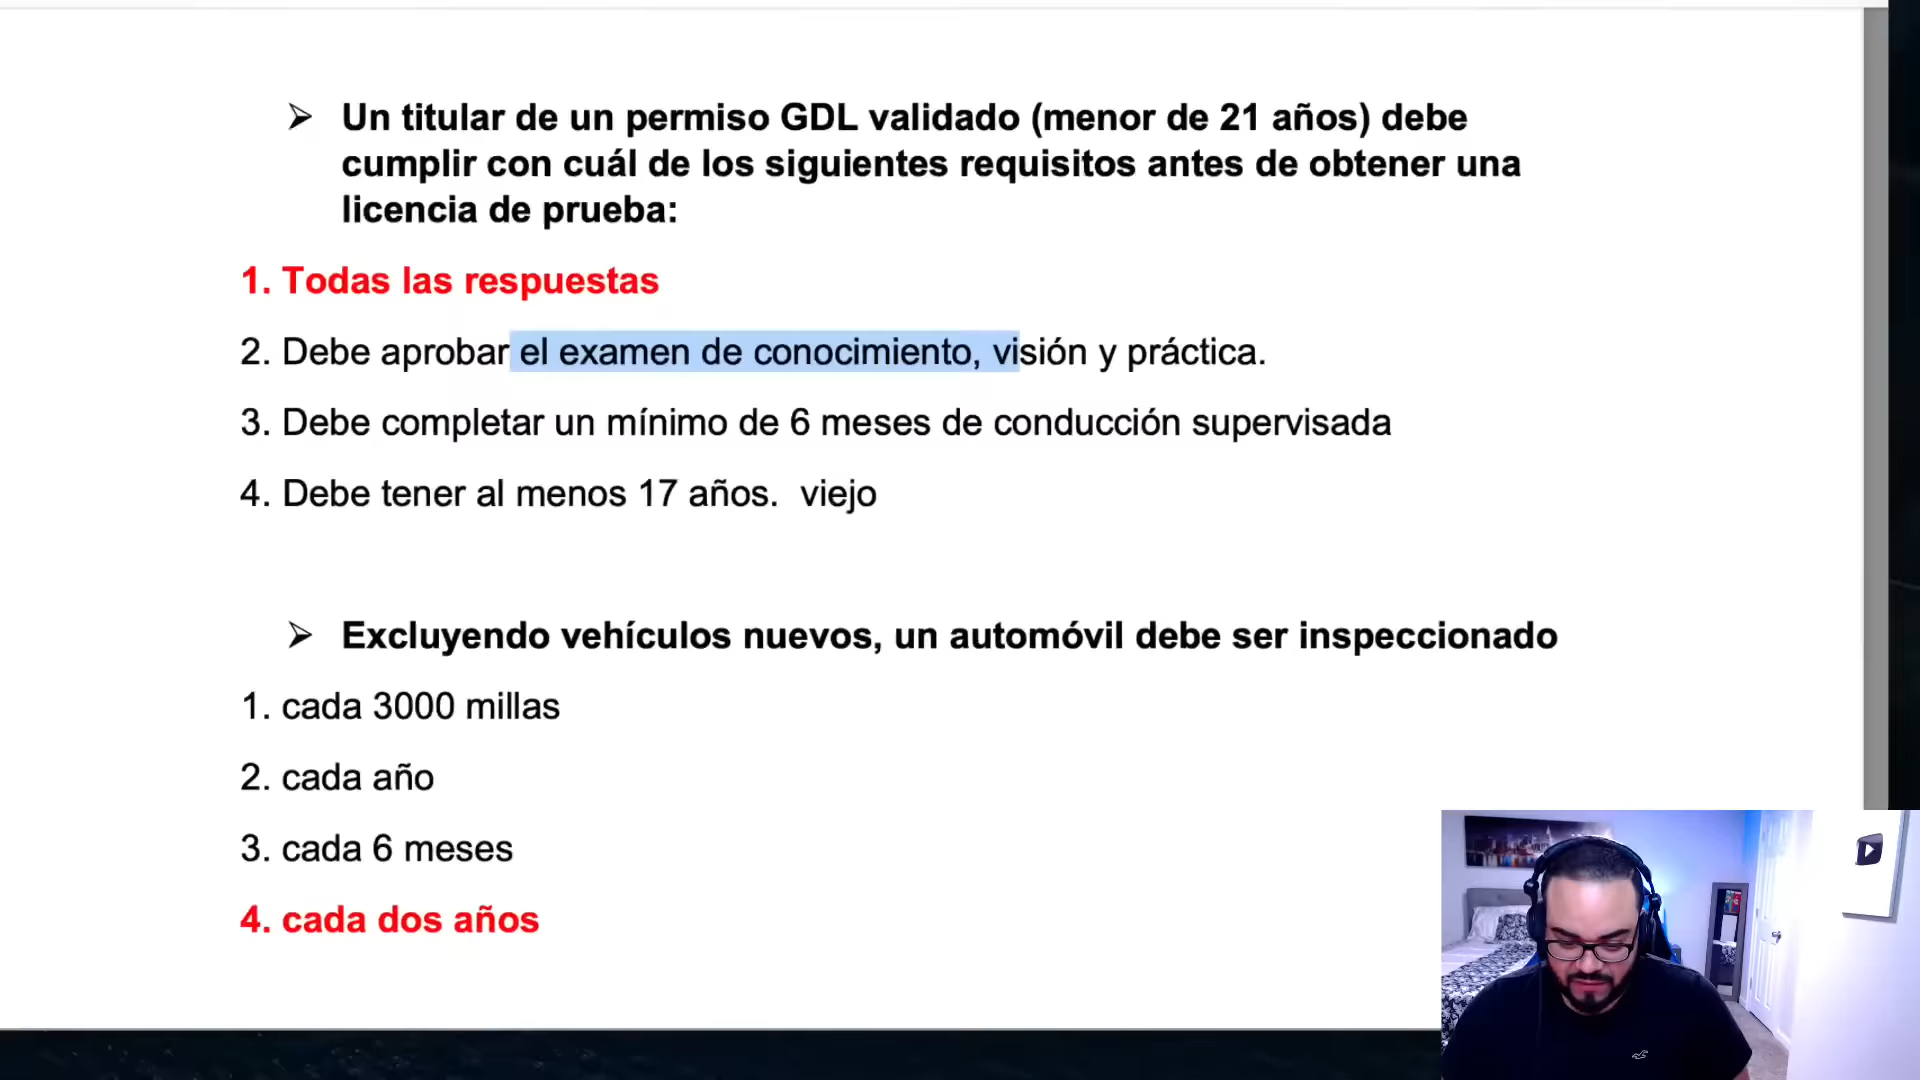 ➢ Un titular de un permiso GDL validado (menor de 21 años) debe
cumplir con cuál de los siguientes requisitos antes de obtener una
licencia de prueba:
1. Todas las respuestas
2. Debe aprobar el examen de conocimiento, visión y práctica.
3. Debe completar un mínimo de 6 meses de conducción supervisada
4. Debe tener al menos 17 años.  viejo
➢ Excluyendo vehículos nuevos, un automóvil debe ser inspeccionado
1. cada 3000 millas
2. cada año
3. cada 6 meses
4. cada dos años